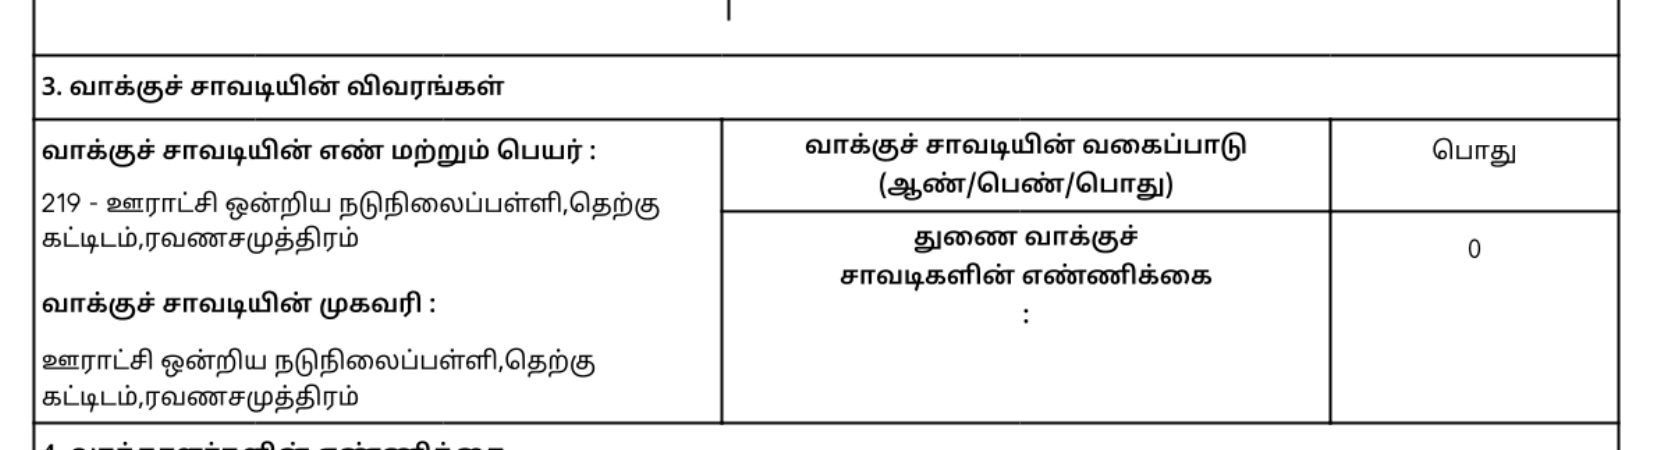 3. வாக்குச் சாவடியின் விவரங்கள்
வாக்குச் சாவடியின் எண் மற்றும் பெயர் :
219 - ஊராட்சி ஒன்றிய நடுநிலைப்பள்ளி,தெற்கு
கட்டிடம்,ரவணசமுத்திரம்
வாக்குச் சாவடியின் முகவரி :
ஊராட்சி ஒன்றிய நடுநிலைப்பள்ளி,தெற்கு
கட்டிடம்,ரவணசமுத்திரம்
வாக்குச் சாவடியின் வகைப்பாடு
(ஆண்/பெண்/பொது)
பொது
துணை வாக்குச்
சாவடிகளின் எண்ணிக்கை
:
0